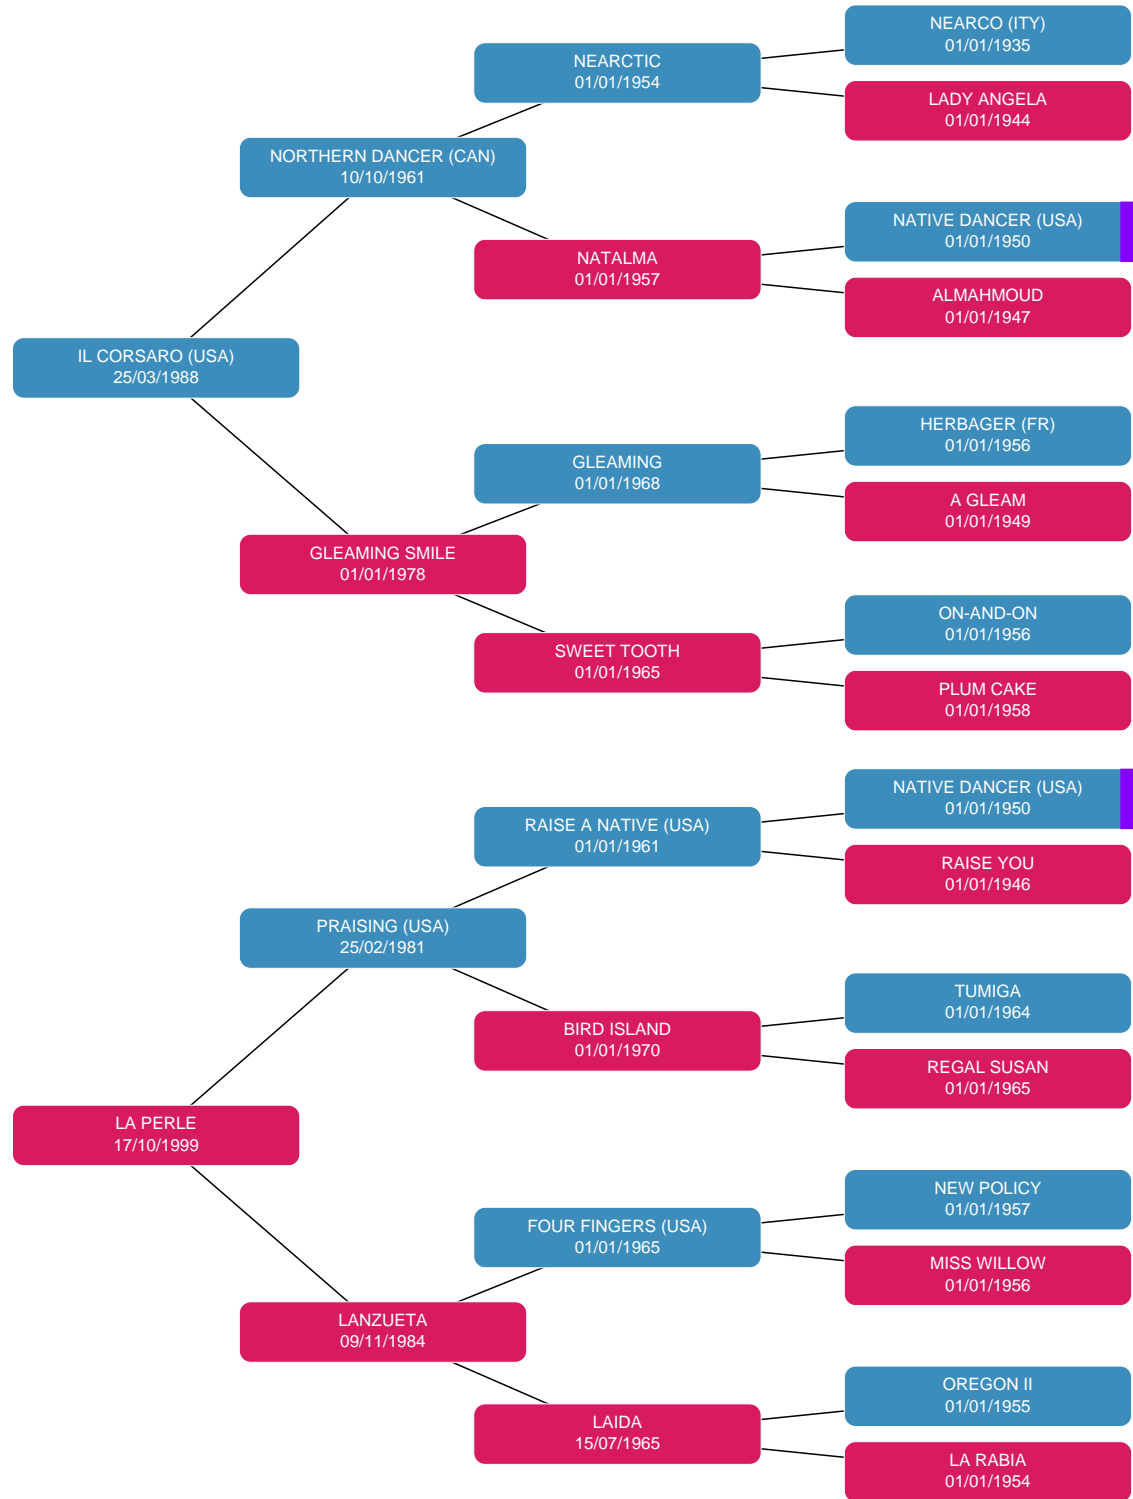 NEARCO (ITY)
01/01/1935
NEARCTIC
01/01/1954
LADY ANGELA
01/01/1944
NORTHERN DANCER (CAN)
10/10/1961
NATIVE DANCER (USA)
01/01/1950
NATALMA
01/01/1957
ALMAHMOUD
01/01/1947
IL CORSARO (USA)
25/03/1988
HERBAGER (FR)
01/01/1956
GLEAMING
01/01/1968
A GLEAM
01/01/1949
GLEAMING SMILE
01/01/1978
ON-AND-ON
01/01/1956
SWEET TOOTH
01/01/1965
PLUM CAKE
01/01/1958
NATIVE DANCER (USA)
01/01/1950
RAISE A NATIVE (USA)
01/01/1961
RAISE YOU
01/01/1946
PRAISING (USA)
25/02/1981
TUMIGA
01/01/1964
BIRD ISLAND
01/01/1970
REGAL SUSAN
01/01/1965
LA PERLE
17/10/1999
NEW POLICY
01/01/1957
FOUR FINGERS (USA)
01/01/1965
MISS WILLOW
01/01/1956
LANZUETA
09/11/1984
OREGON II
01/01/1955
LAIDA
15/07/1965
LA RABIA
01/01/1954